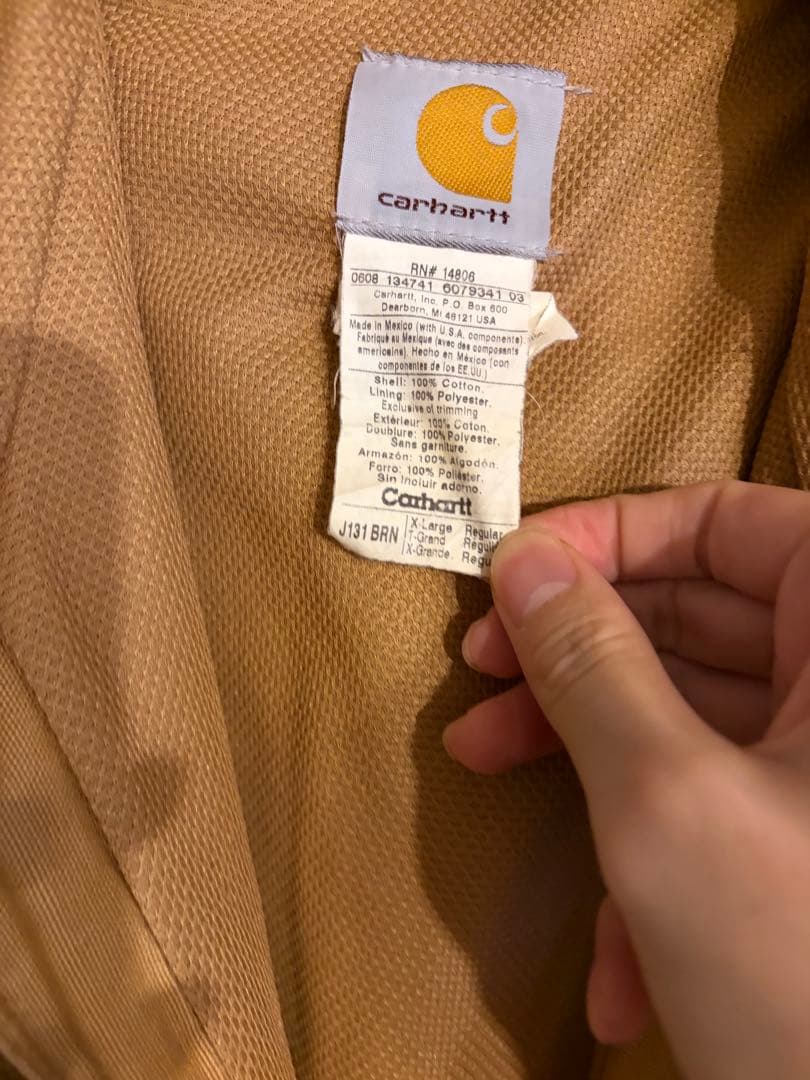 carhartt
RN# 14806
0608 134741 6079341 03
Carhartt, Inc. P.O. Box 600
Dearborn, MI 48121 USA
Made in Mexico (with U.S.A. components).
Fabriqué au Mexique (avec des composants
americains). Hecho en México (con
componentes de los EE.UU.)
Shell: 100% Cotton.
Lining: 100% Polyester.
Exclusive of trimming
Extérieur: 100% Coton.
Doublure: 100% Polyester.
Sans garniture.
Armazón: 100% Algodón.
Forro: 100% Poliéster.
Sin incluir adorno.
Carhartt
J131 BRN
X-Large Regular
T-Grand
X-Grande.